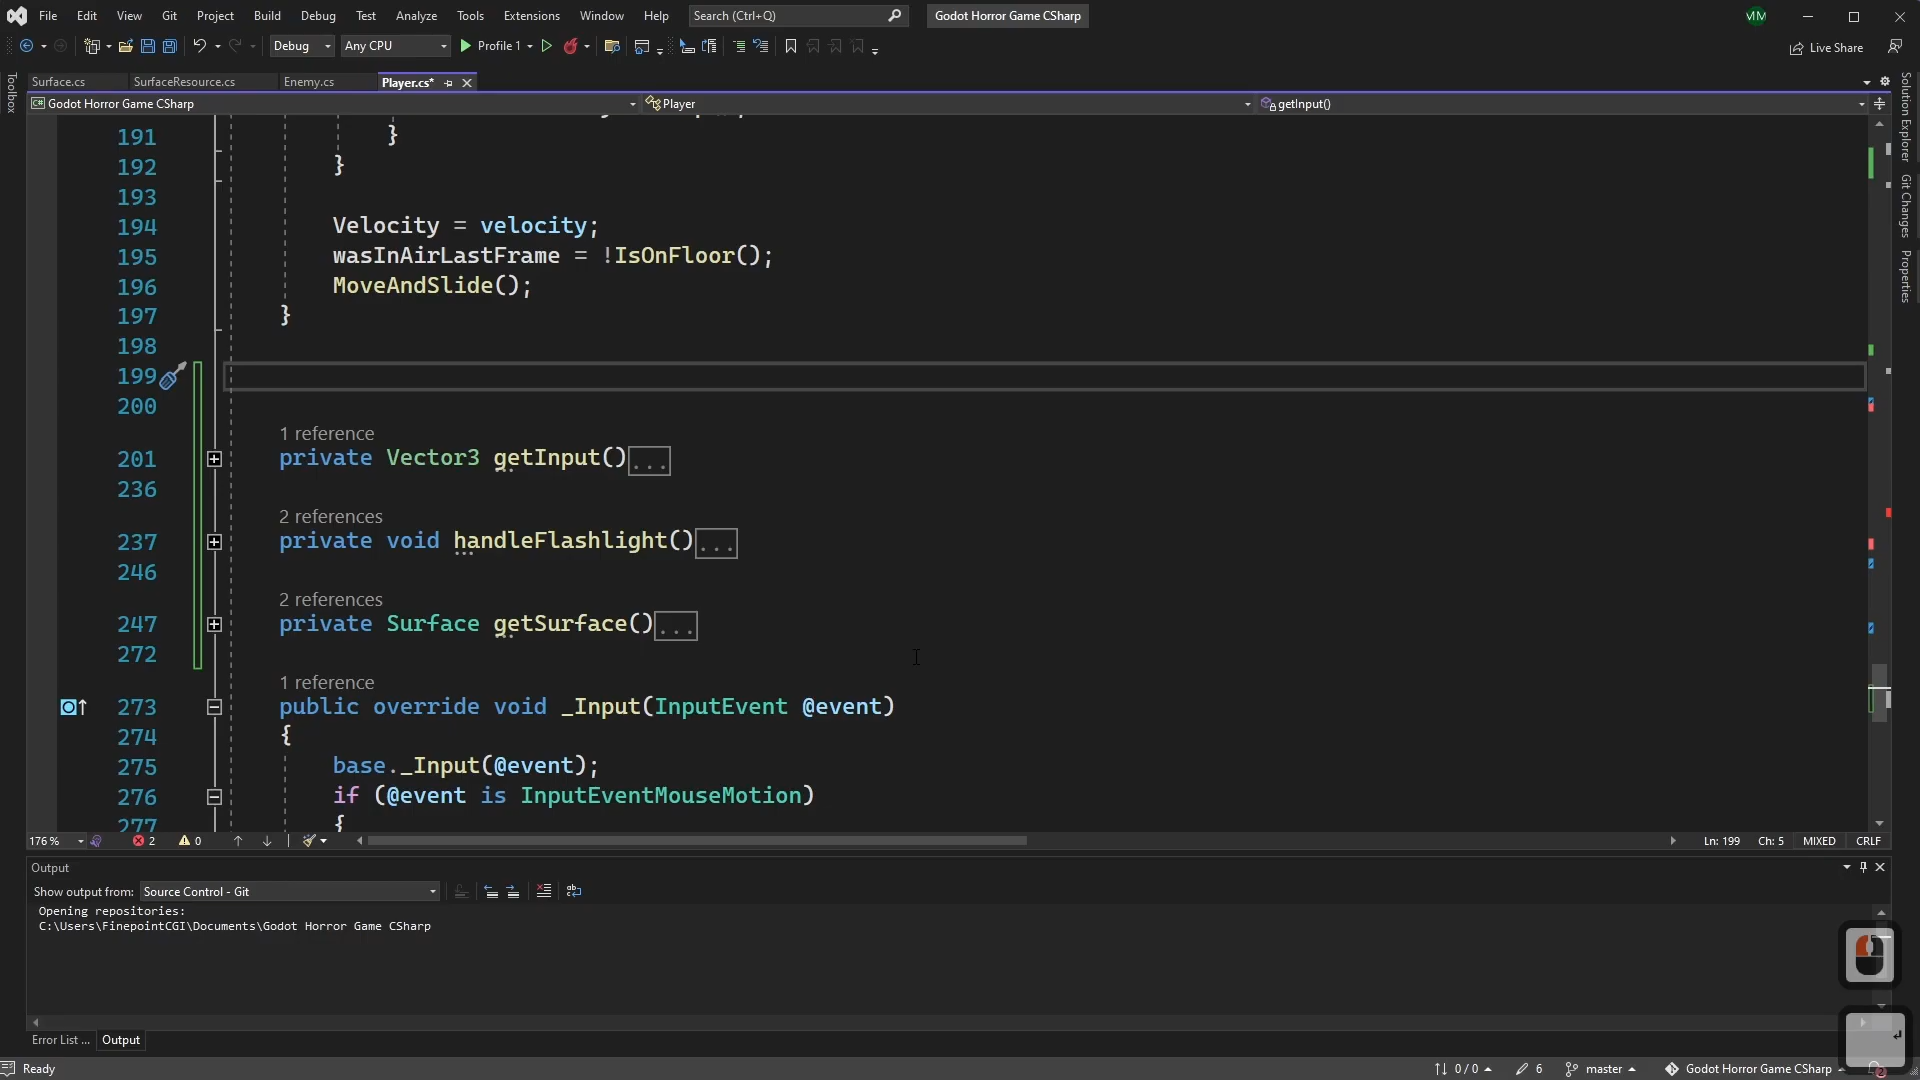 File Edit View Git Project Build Debug Test Analyze Tools Extensions Window Help Search (Ctrl+Q) Godot Horror Game CSharp
Debug Any CPU Profile 1 Live Share
Surface.cs SurfaceResource.cs Enemy.cs Player.cs*
Godot Horror Game CSharp Player getInput()
Toolbox
Solution Explorer
Git Changes
Properties
191 }
192 }
193
194 Velocity = velocity;
195 wasInAirLastFrame = !IsOnFloor();
196 MoveAndSlide();
197 }
198
199
200
1 reference
201 private Vector3 getInput()...
236
2 references
237 private void handleFlashlight()...
246
2 references
247 private Surface getSurface()...
272
1 reference
273 public override void _Input(InputEvent @event)
274 {
275 base._Input(@event);
276 if (@event is InputEventMouseMotion)
277 {
176 % 2 0 Ln: 199 Ch: 5 MIXED CRLF
Output
Show output from: Source Control - Git
Opening repositories:
C:\Users\FinepointCGI\Documents\Godot Horror Game CSharp
Error List ... Output
Ready 0 / 0 6 master Godot Horror Game CSharp 2